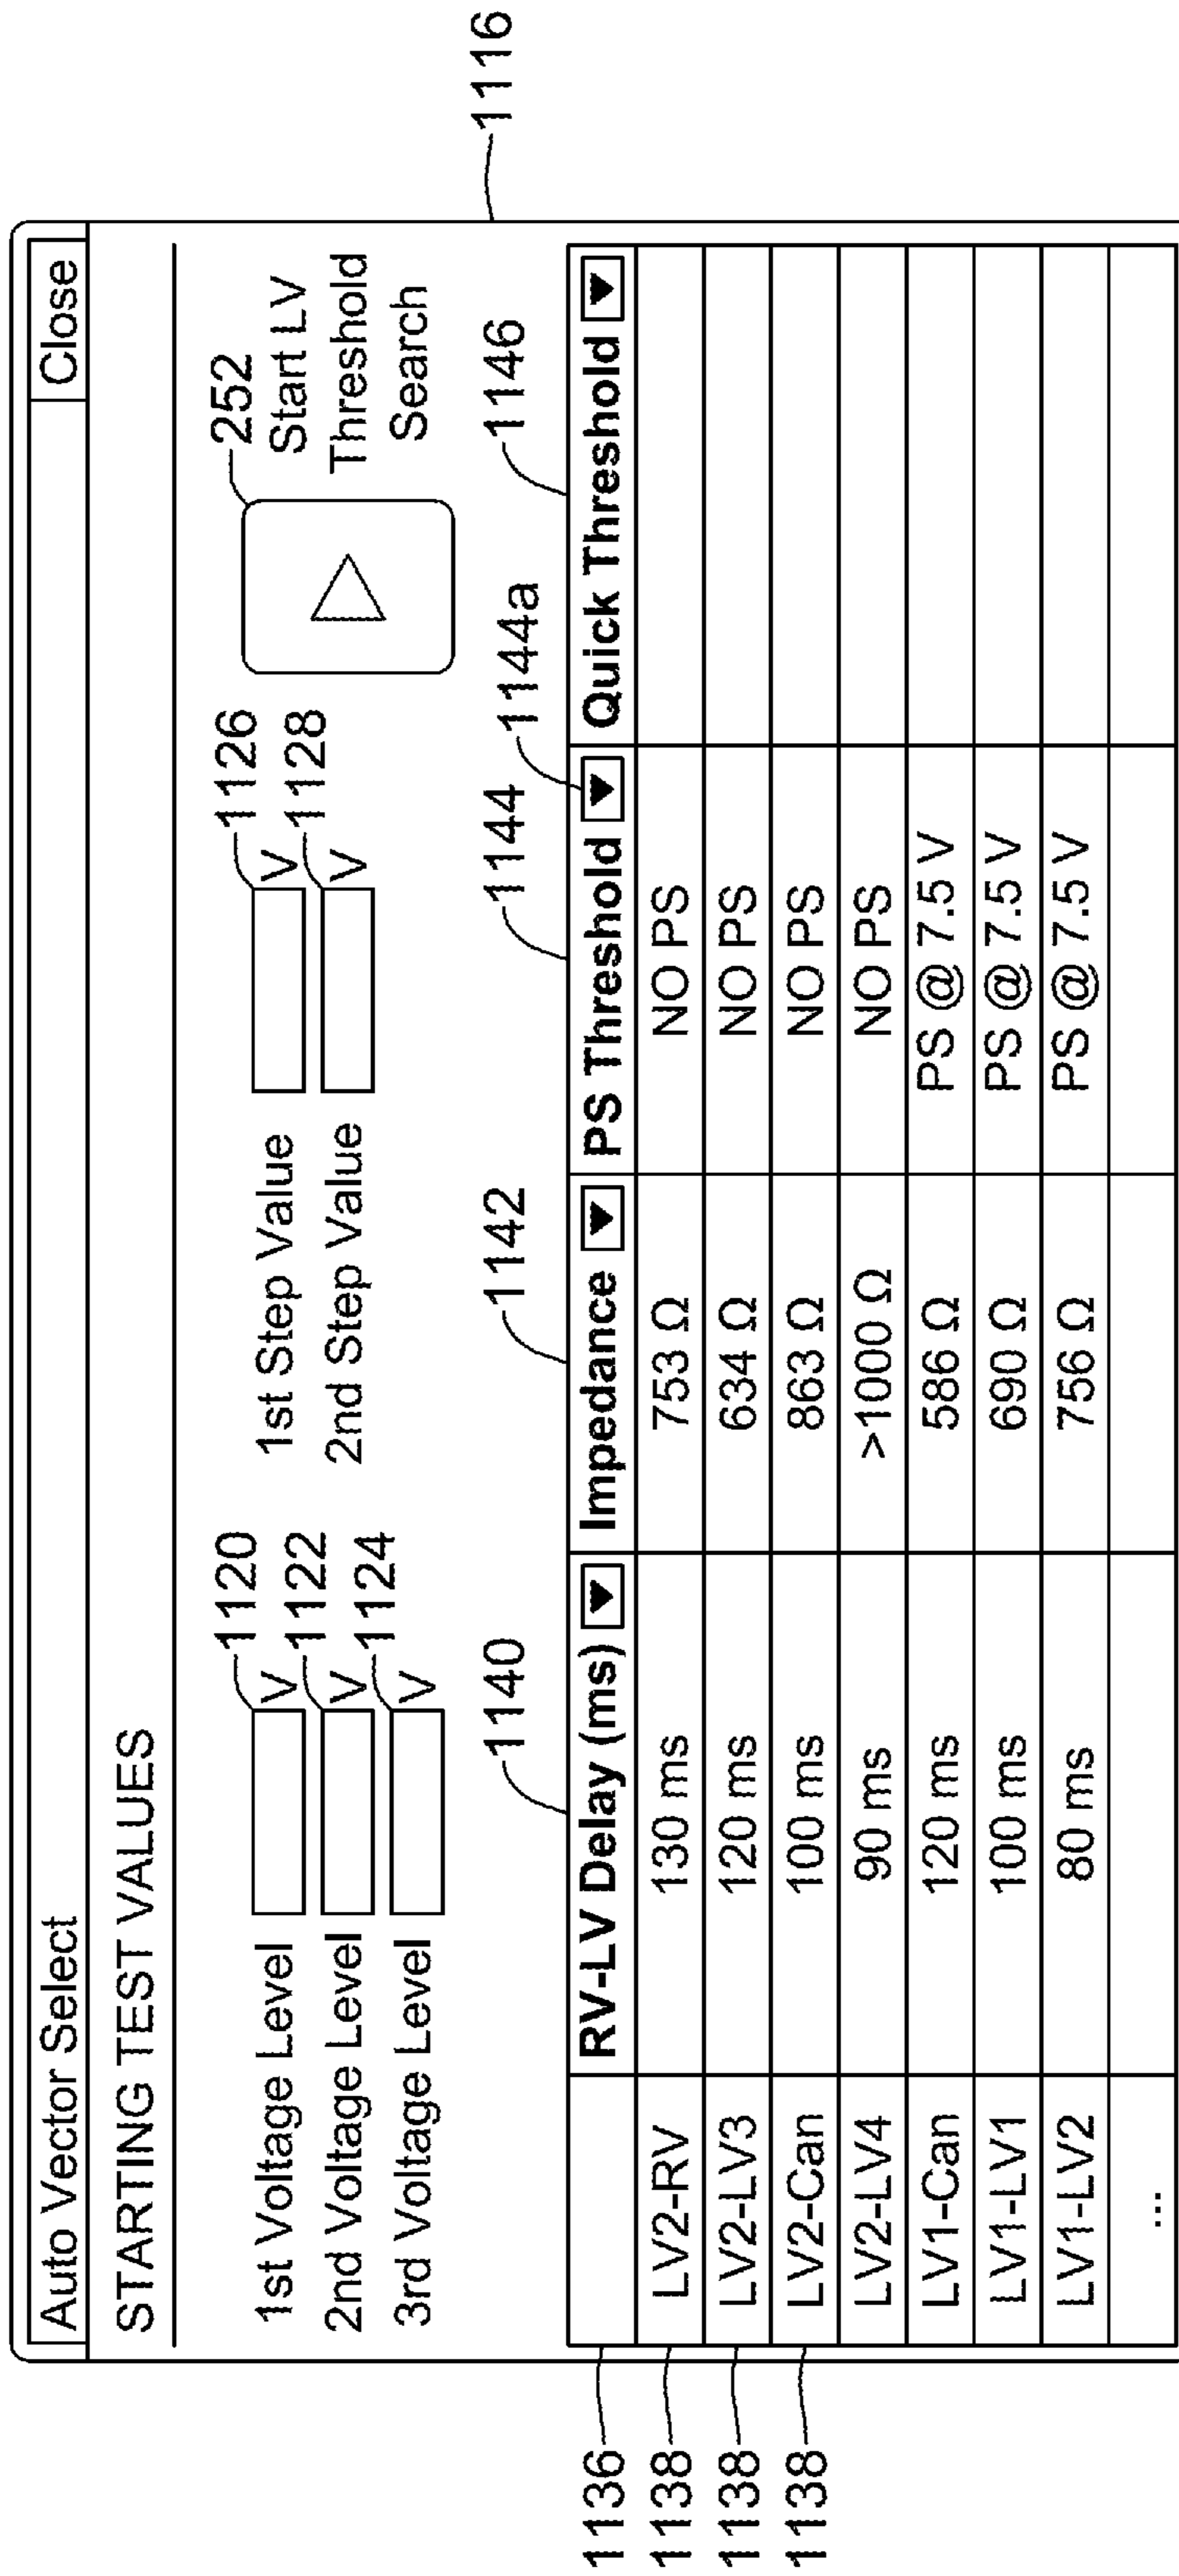 Auto Vector Select Close
STARTING TEST VALUES
1120 1126 252
1st Voltage Level V 1st Step Value V Start LV
1122 1128
2nd Voltage Level V 2nd Step Value V Threshold
1124
3rd Voltage Level V Search
1116
1140 1142 1144 1144a 1146
1136 RV-LV Delay (ms) Impedance PS Threshold Quick Threshold
1138 LV2-RV 130 ms 753 Ω NO PS
1138 LV2-LV3 120 ms 634 Ω NO PS
1138 LV2-Can 100 ms 863 Ω NO PS
LV2-LV4 90 ms >1000 Ω NO PS
LV1-Can 120 ms 586 Ω PS @ 7.5 V
LV1-LV1 100 ms 690 Ω PS @ 7.5 V
LV1-LV2 80 ms 756 Ω PS @ 7.5 V
...